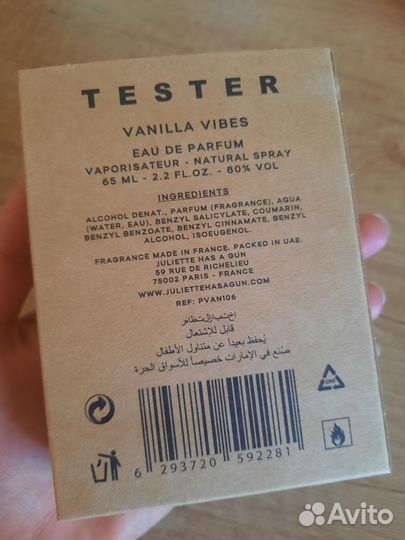 TESTER
VANILLA VIBES
EAU DE PARFUM
VAPORISATEUR - NATURAL SPRAY
65 ML - 2.2 FL.OZ. - 80% VOL
INGREDIENTS
ALCOHOL DENAT., PARFUM (FRAGRANCE), AQUA
(WATER, EAU), BENZYL SALICYLATE, COUMARIN,
BENZYL BENZOATE, BENZYL CINNAMATE, BENZYL
ALCOHOL, ISOEUGENOL.
FRAGRANCE MADE IN FRANCE. PACKED IN UAE.
JULIETTE HAS A GUN
59 RUE DE RICHELIEU
75002 PARIS - FRANCE
WWW.JULIETTEHASAGUN.COM
REF: PVAN106
قابل للإشتعال
يُحفظ بعيدا عن متناول الأطفال
صُنع في الإمارات خصيصاً للأسواق الحرة
6 293720 592281
Avito